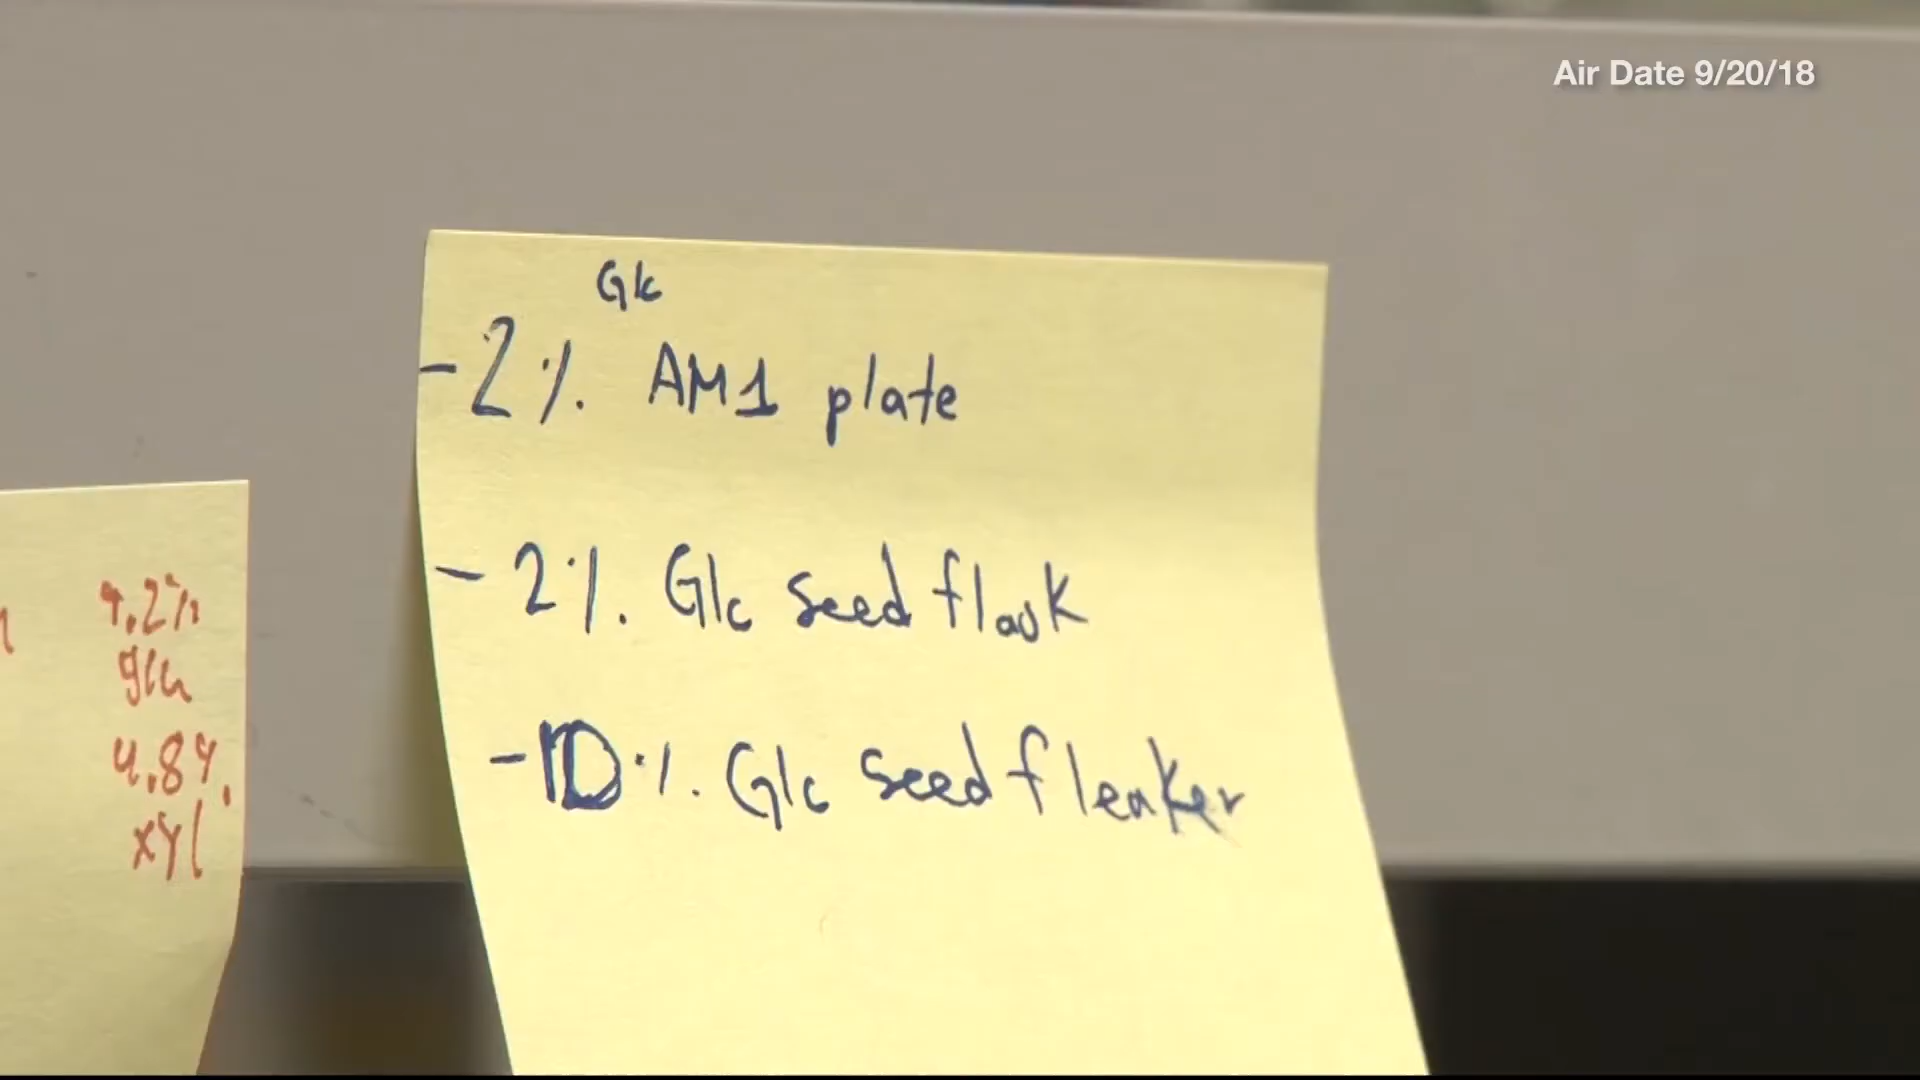 Air Date 9/20/18
Glc
- 2%. AM1 plate
- 2%. Glc seed flask
- 10%. Glc seed fleaker
4.2%
glu
4.8%.
xyl